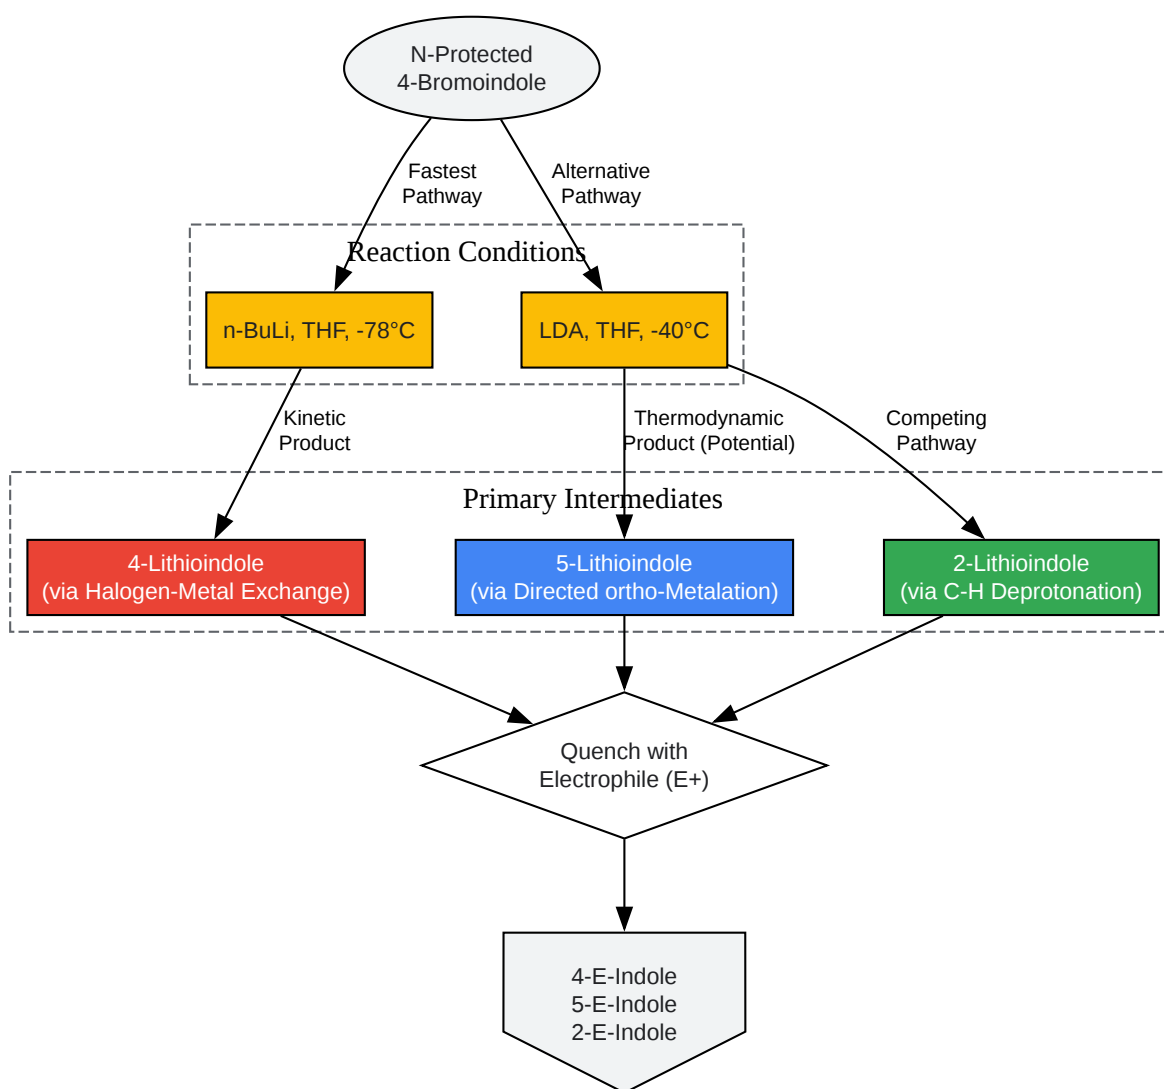 N-Protected
4-Bromoindole
Fastest
Pathway
Alternative
Pathway
Reaction Conditions
n-BuLi, THF, -78°C
LDA, THF, -40°C
Kinetic
Product
Thermodynamic
Product (Potential)
Competing
Pathway
Primary Intermediates
4-Lithioindole
(via Halogen-Metal Exchange)
5-Lithioindole
(via Directed ortho-Metalation)
2-Lithioindole
(via C-H Deprotonation)
Quench with
Electrophile (E+)
4-E-Indole
5-E-Indole
2-E-Indole